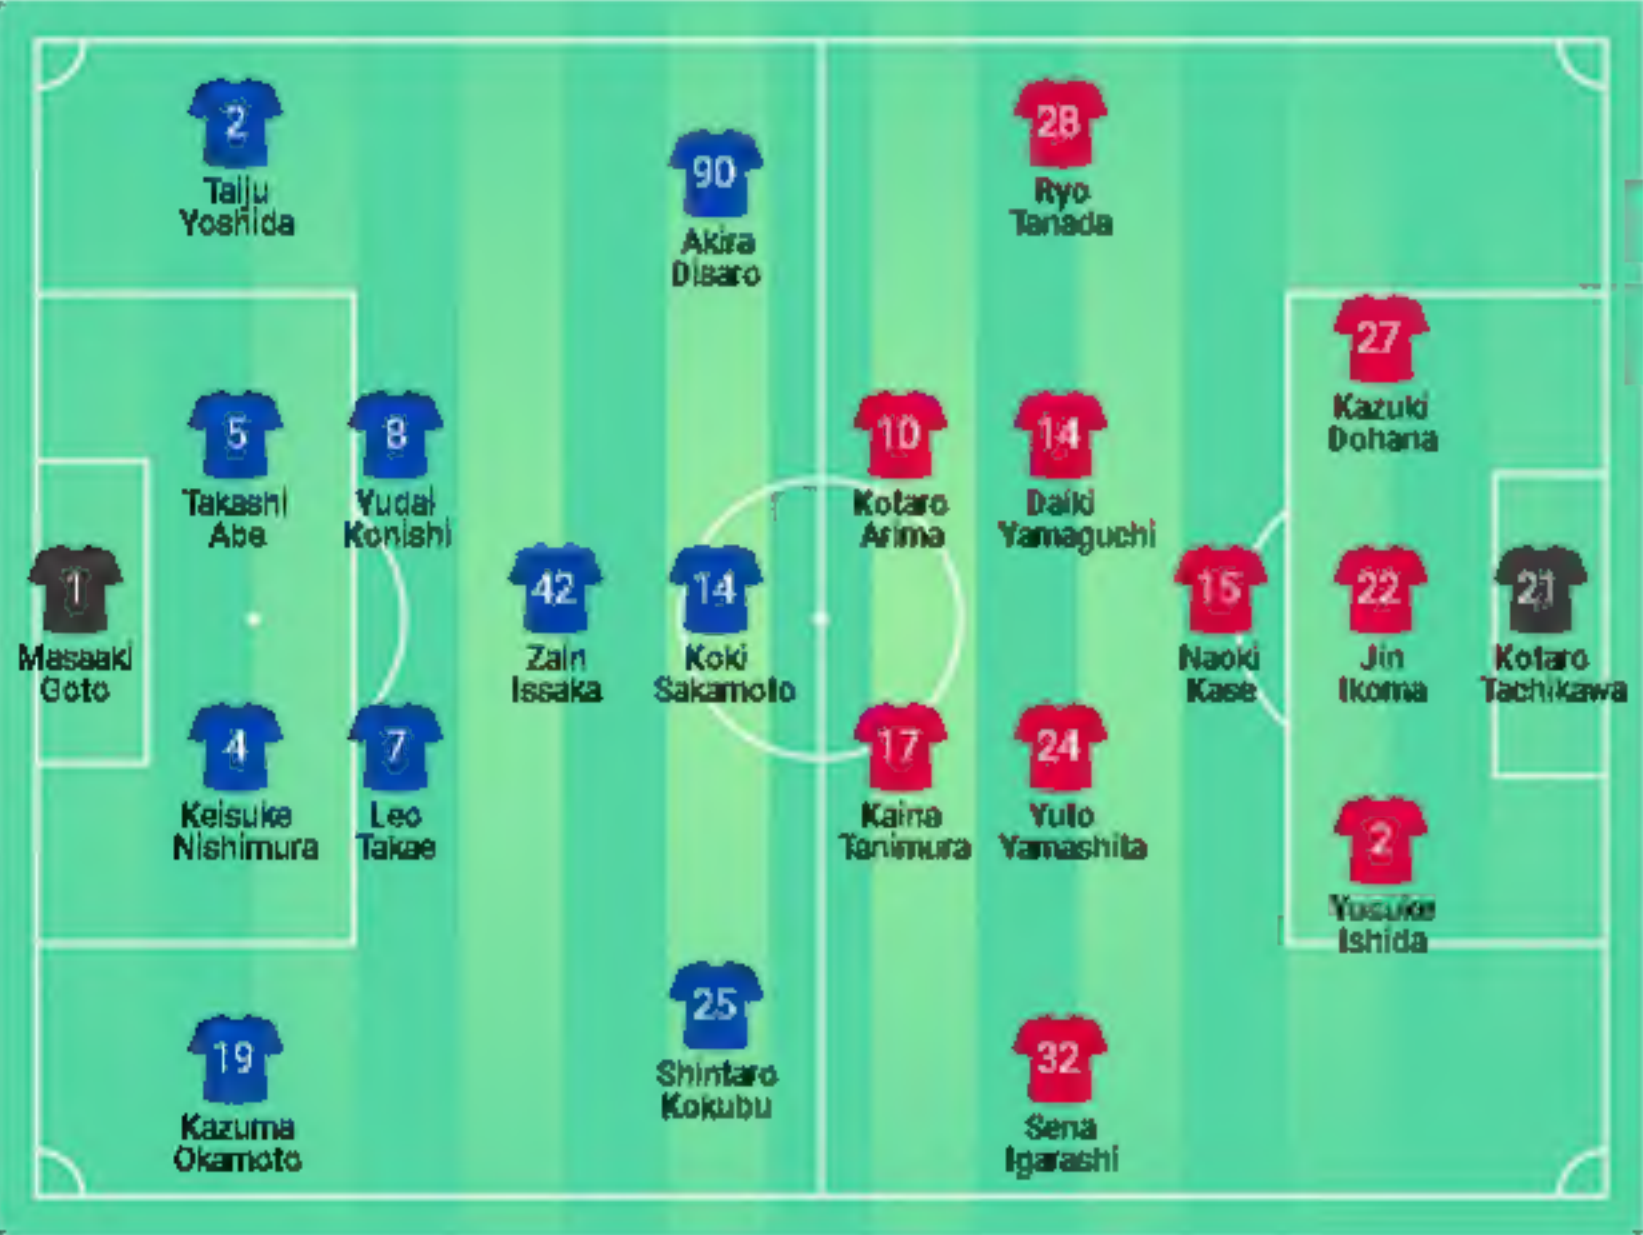 2
Taiju
Yoshida
90
Akira
Disaro
28
Ryo
Tanada
27
Kazuki
Dohana
5
Takashi
Abe
8
Yudai
Konishi
10
Kotaro
Arima
14
Daiki
Yamaguchi
1
Masaaki
Goto
42
Zain
Issaka
14
Koki
Sakamoto
15
Naoki
Kase
22
Jin
Ikoma
21
Kotaro
Tachikawa
4
Keisuke
Nishimura
7
Leo
Takae
17
Kaina
Tanimura
24
Yuto
Yamashita
2
Yusuke
Ishida
25
Shintaro
Kokubu
19
Kazuma
Okamoto
32
Sena
Igarashi